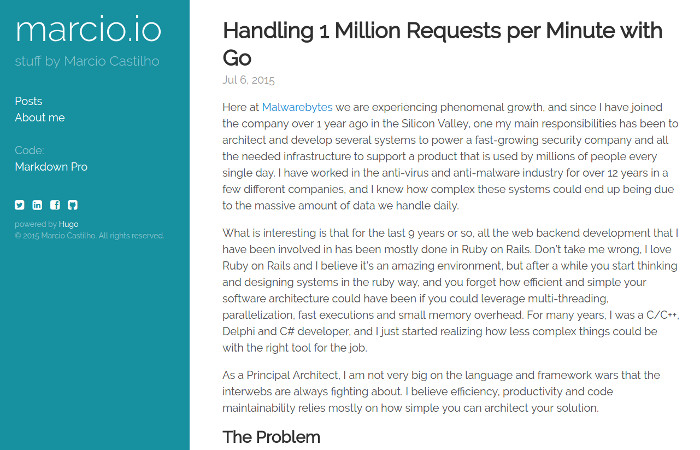 marcio.io
stuff by Marcio Castilho
Posts
About me
Code:
Markdown Pro
powered by Hugo
© 2015 Marcio Castilho. All rights reserved.
Handling 1 Million Requests per Minute with
Go
Jul 6, 2015
Here at Malwarebytes we are experiencing phenomenal growth, and since I have joined
the company over 1 year ago in the Silicon Valley, one my main responsibilities has been to
architect and develop several systems to power a fast-growing security company and all
the needed infrastructure to support a product that is used by millions of people every
single day. I have worked in the anti-virus and anti-malware industry for over 12 years in a
few different companies, and I knew how complex these systems could end up being due
to the massive amount of data we handle daily.
What is interesting is that for the last 9 years or so, all the web backend development that I
have been involved in has been mostly done in Ruby on Rails. Don't take me wrong, I love
Ruby on Rails and I believe it's an amazing environment, but after a while you start thinking
and designing systems in the ruby way, and you forget how efficient and simple your
software architecture could have been if you could leverage multi-threading,
parallelization, fast executions and small memory overhead. For many years, I was a C/C++,
Delphi and C# developer, and I just started realizing how less complex things could be
with the right tool for the job.
As a Principal Architect, I am not very big on the language and framework wars that the
interwebs are always fighting about. I believe efficiency, productivity and code
maintainability relies mostly on how simple you can architect your solution.
The Problem